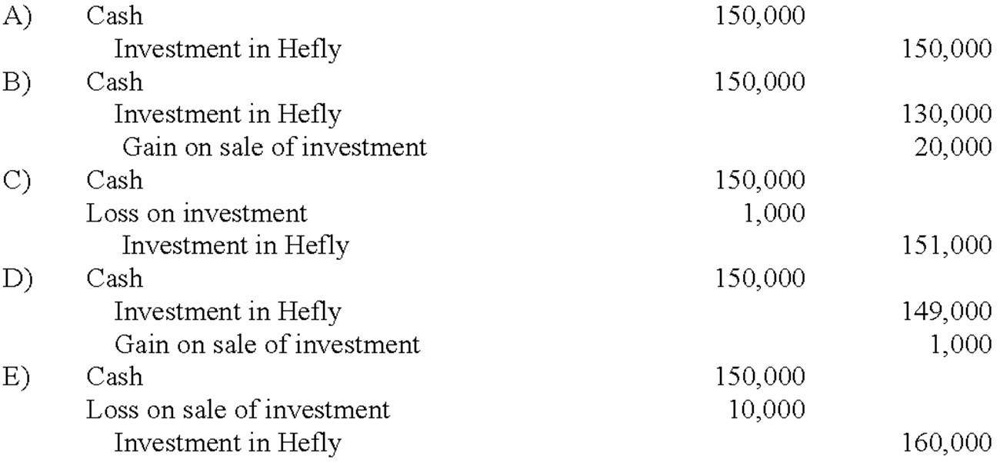 A) Cash 150,000
Investment in Hefly 150,000
B) Cash 150,000
Investment in Hefly 130,000
Gain on sale of investment 20,000
C) Cash 150,000
Loss on investment 1,000
Investment in Hefly 151,000
D) Cash 150,000
Investment in Hefly 149,000
Gain on sale of investment 1,000
E) Cash 150,000
Loss on sale of investment 10,000
Investment in Hefly 160,000